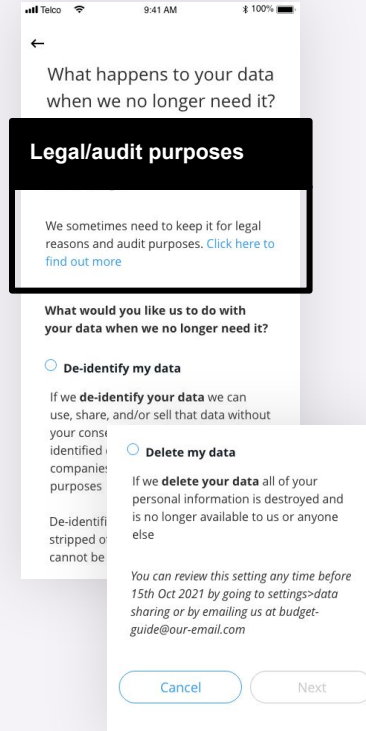 Telco 9:41 AM 100%
What happens to your data
when we no longer need it?
Legal/audit purposes
We sometimes need to keep it for legal
reasons and audit purposes. Click here to
find out more
What would you like us to do with
your data when we no longer need it?
De-identify my data
If we de-identify your data we can
use, share, and/or sell that data without
your
identified
companies
purposes
De-identifi
stripped
cannot be
Delete my data
If we delete your data all of your
personal information is destroyed and
is no longer available to us or anyone
else
You can review this setting any time before
15th Oct 2021 by going to settings>data
sharing or by emailing us at budget-
guide@our-email.com
Cancel Next